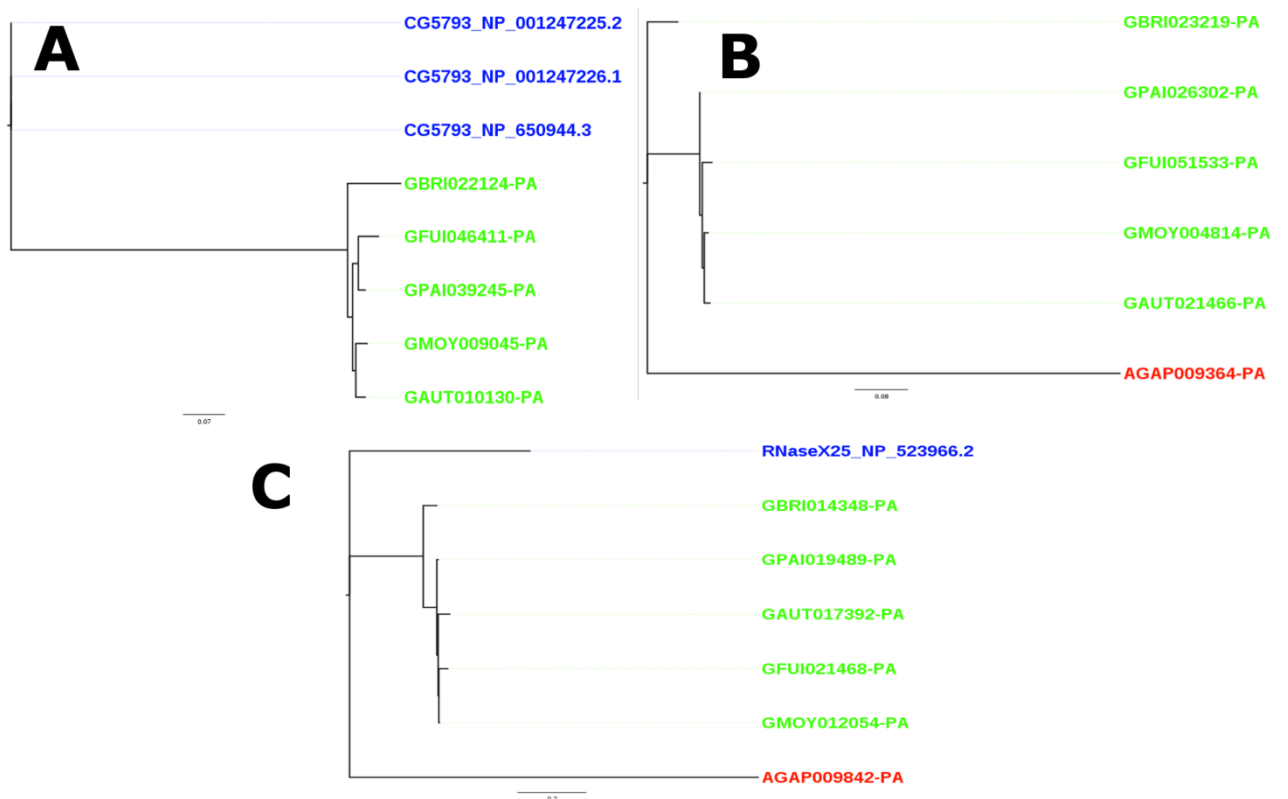 A
CG5793_NP_001247225.2
CG5793_NP_001247226.1
CG5793_NP_650944.3
GBRI022124-PA
GFUI046411-PA
GPAI039245-PA
GMOY009045-PA
GAUT010130-PA
0.07
B
GBRI023219-PA
GPAI026302-PA
GFUI051533-PA
GMOY004814-PA
GAUT021466-PA
AGAP009364-PA
0.08
C
RNaseX25_NP_523966.2
GBRI014348-PA
GPAI019489-PA
GAUT017392-PA
GFUI021468-PA
GMOY012054-PA
AGAP009842-PA